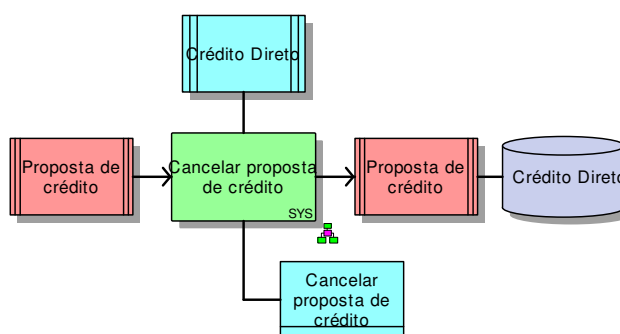 Crédito Direto
Proposta de
crédito
Cancelar proposta
de crédito
SYS
Proposta de
crédito
Crédito Direto
Cancelar
proposta de
crédito